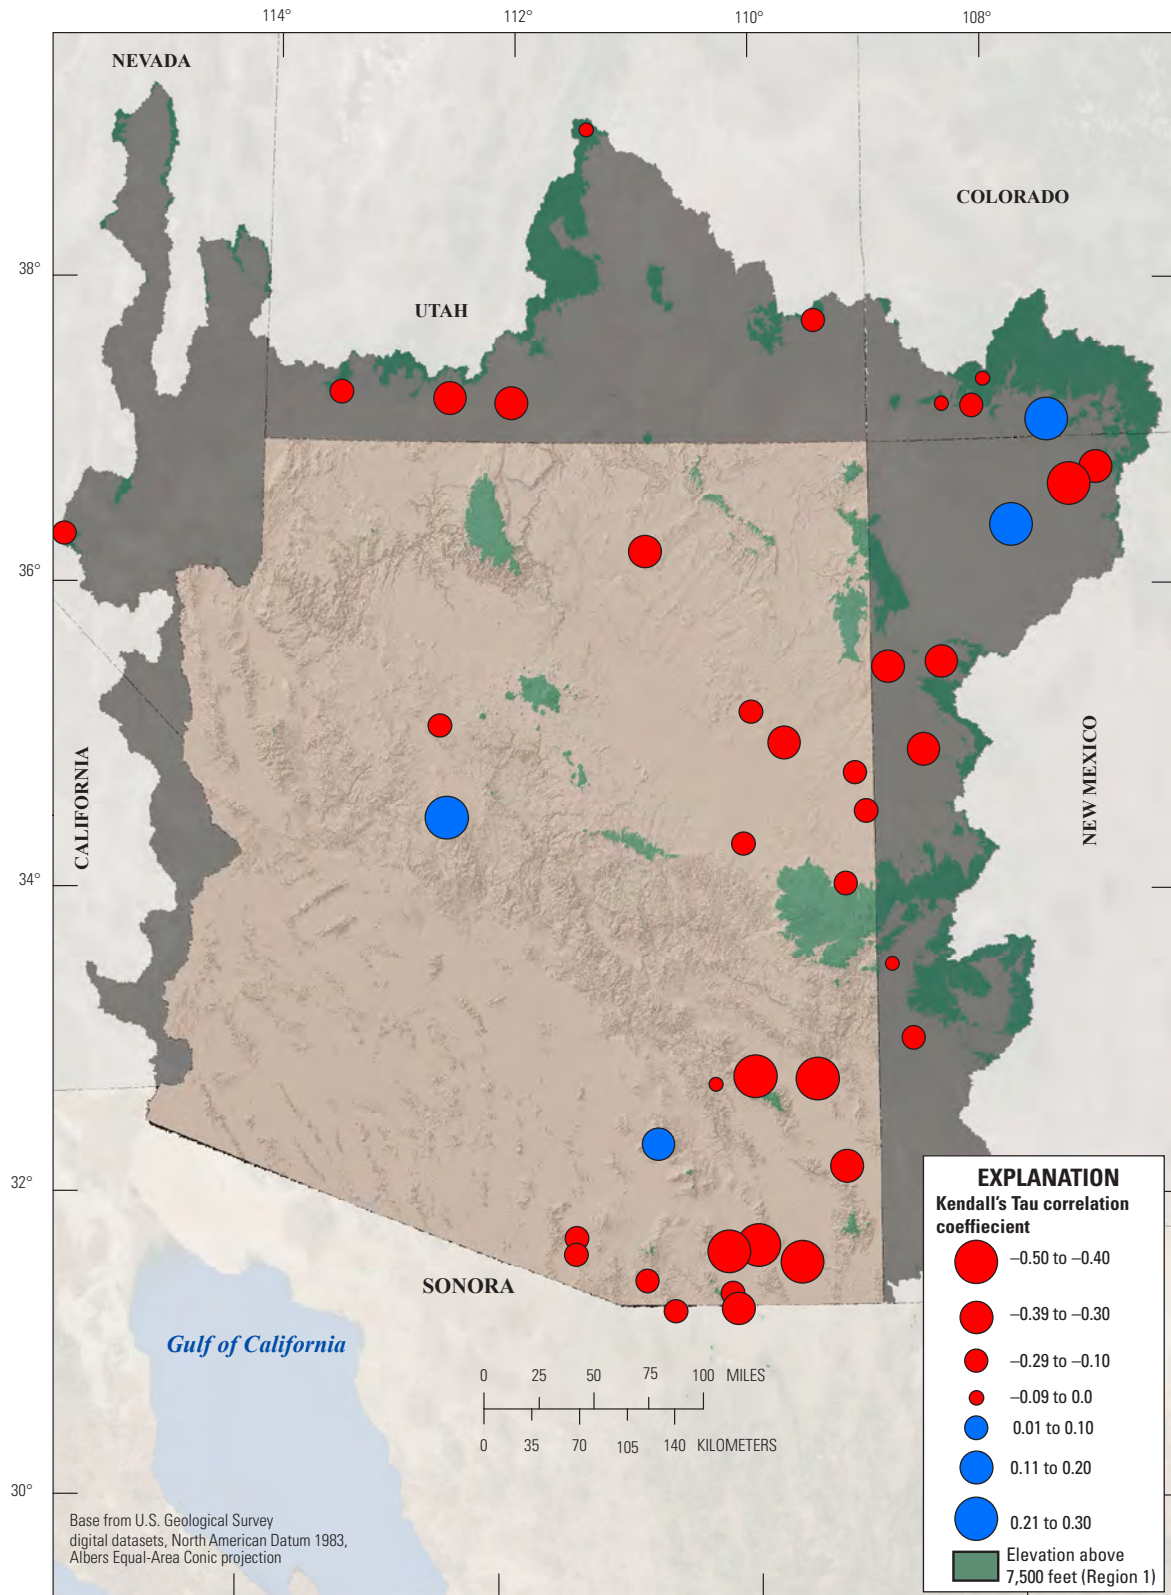 114°
112°
110°
108°
NEVADA
COLORADO
38°
UTAH
36°
CALIFORNIA
NEW MEXICO
34°
32°
SONORA
Gulf of California
0 25 50 75 100 MILES
0 35 70 105 140 KILOMETERS
30°
Base from U.S. Geological Survey
digital datasets, North American Datum 1983,
Albers Equal-Area Conic projection
EXPLANATION
Kendall's Tau correlation
coeffiecient
–0.50 to –0.40
–0.39 to –0.30
–0.29 to –0.10
–0.09 to 0.0
0.01 to 0.10
0.11 to 0.20
0.21 to 0.30
Elevation above
7,500 feet (Region 1)